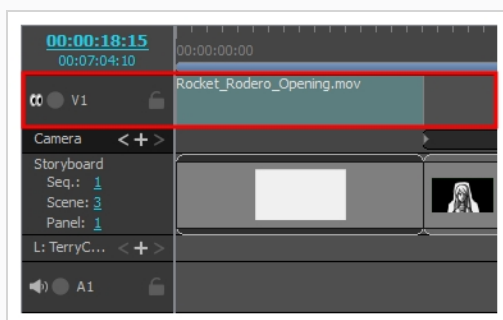 00:00:18:15
00:07:04:10
00:00:00:00
Rocket_Rodero_Opening.mov
V1
Camera < + >
Storyboard
Seq.: 1
Scene: 3
Panel: 1
L: TerryC... < + >
A1